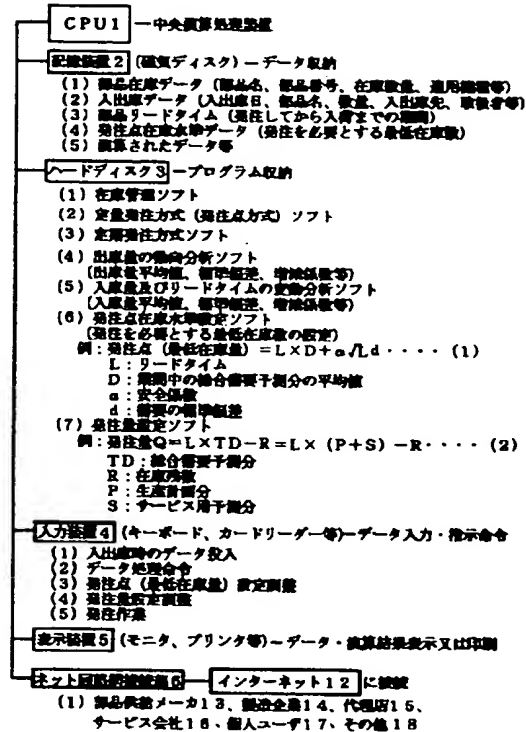 CPU1 ─ 中央演算処理装置
記憶装置2 (磁気ディスク) ─ データ収納
(1) 部品在庫データ (部品名、部品番号、在庫数量、適用機種等)
(2) 入出庫データ (入出庫日、部品名、数量、入出庫先、取扱者等)
(3) 部品リードタイム (発注してから入荷までの期間)
(4) 発注点在庫水準データ (発注を必要とする最低在庫数)
(5) 演算されたデータ等
ハードディスク3 ─ プログラム収納
(1) 在庫管理ソフト
(2) 定量発注方式 (発注点方式) ソフト
(3) 定期発注方式ソフト
(4) 出庫量の傾向分析ソフト
(出庫量平均値、標準偏差、増減係数等)
(5) 入庫量及びリードタイムの変動分析ソフト
(入庫量平均値、標準偏差、増減係数等)
(6) 発注点在庫水準設定ソフト
(発注を必要とする最低在庫数の設定)
例:発注点 (最低在庫量) =L×D+α√Ld・・・・ (1)
L:リードタイム
D:期間中の総合需要予測分の平均値
α:安全係数
d:需要の標準偏差
(7) 発注量設定ソフト
例:発注量Q=L×TD-R=L× (P+S) -R・・・・ (2)
TD:総合需要予測分
R:在庫残数
P:生産計画分
S:サービス用予測分
入力装置4 (キーボード、カードリーダー等)─データ入力・指示命令
(1) 入出庫時のデータ投入
(2) データ処理命令
(3) 発注点 (最低在庫量) 設定調整
(4) 発注量設定調整
(5) 発注作業
表示装置5 (モニタ、プリンタ等) ─ データ・演算結果表示又は印刷
ネット回路網接続器6 ─ インターネット12 に接続
(1) 部品供給メーカ13、製造企業14、代理店15、
サービス会社16、個人ユーザ17、その他18